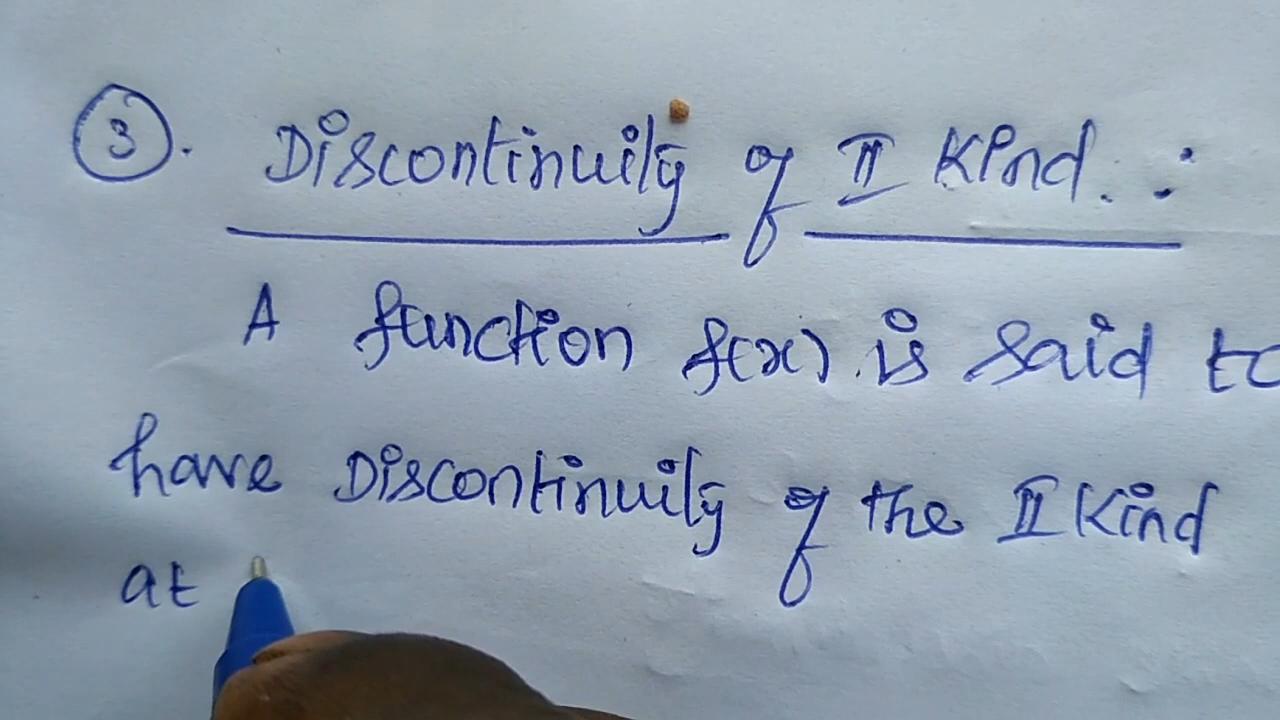 3. Discontinuity of II Kind. :
A function f(x) is said to
have Discontinuity of the II Kind
at